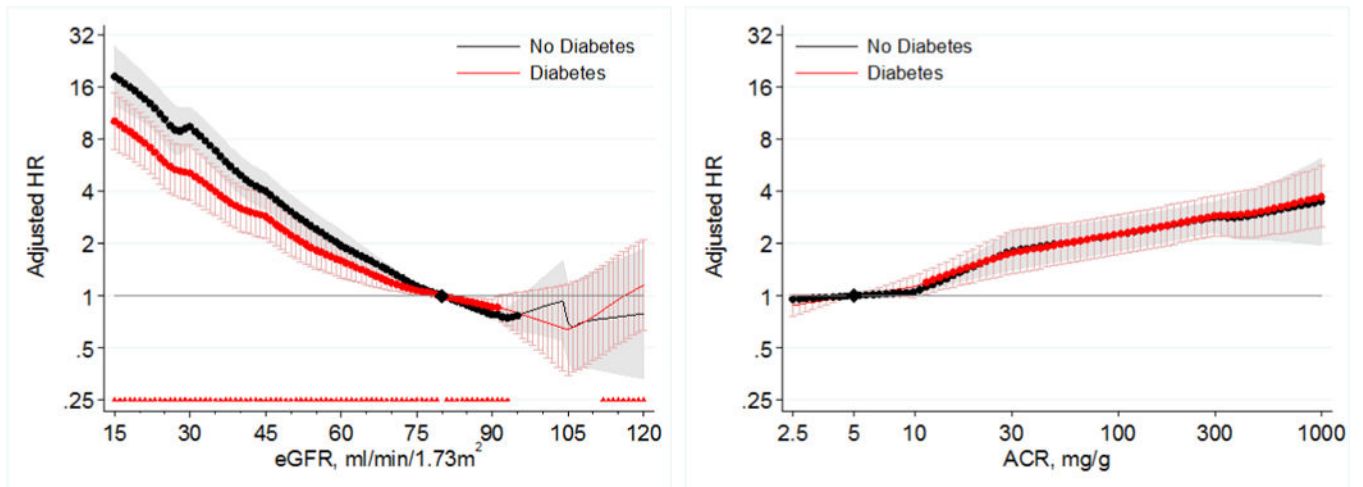 Adjusted HR
32
16
8
4
2
1
.5
.25
No Diabetes
Diabetes
15 30 45 60 75 90 105 120
eGFR, ml/min/1.73m²
Adjusted HR
32
16
8
4
2
1
.5
.25
No Diabetes
Diabetes
2.5 5 10 30 100 300 1000
ACR, mg/g